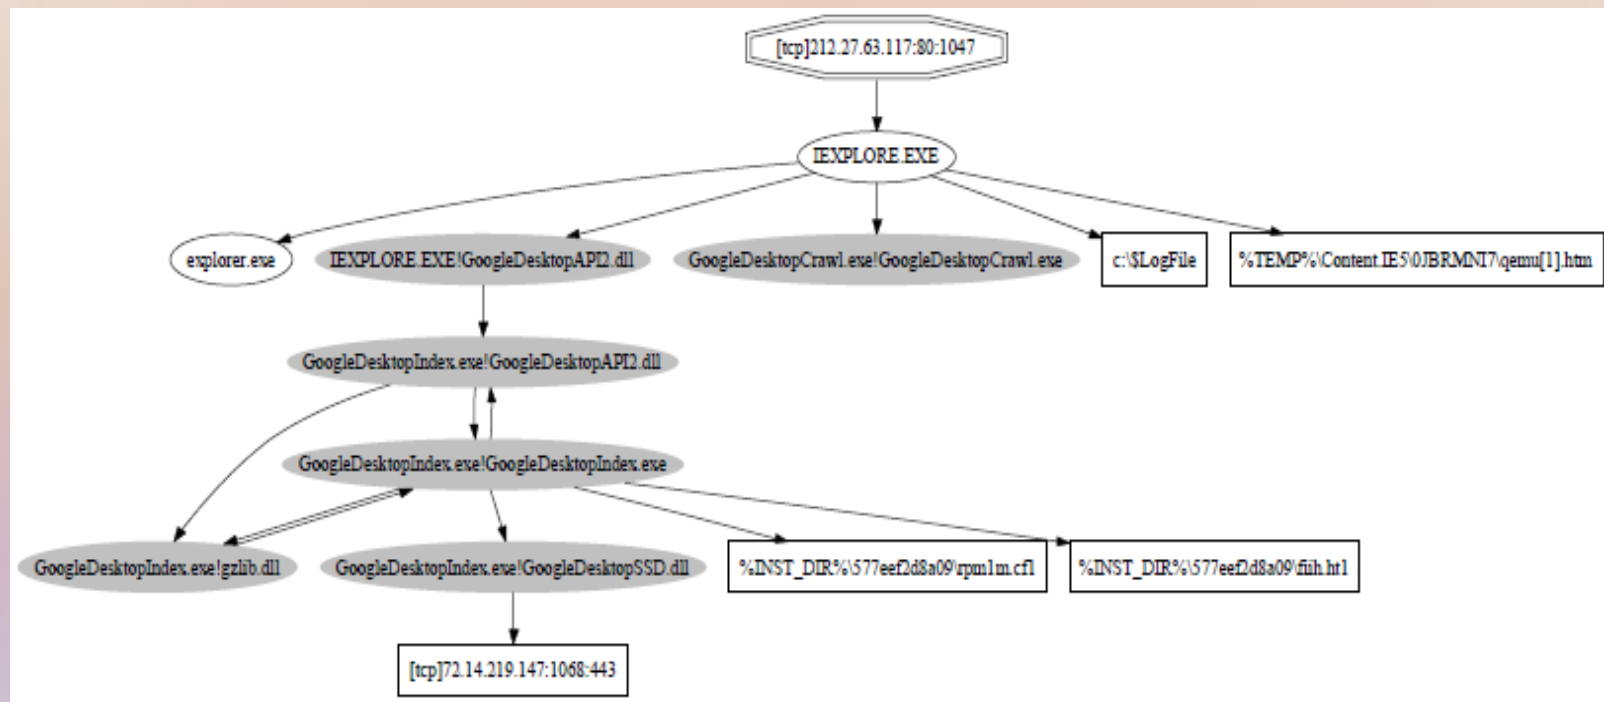 [tcp]212.27.63.117:80:1047
IEXPLORE.EXE
explorer.exe
IEXPLORE.EXE!GoogleDesktopAPI2.dll
GoogleDesktopCrawl.exe!GoogleDesktopCrawl.exe
c:\$LogFile
%TEMP%\Content.IE5\0JBRMNT7\qemu[1].htm
GoogleDesktopIndex.exe!GoogleDesktopAPI2.dll
GoogleDesktopIndex.exe!GoogleDesktopIndex.exe
GoogleDesktopIndex.exe!gzlib.dll
GoogleDesktopIndex.exe!GoogleDesktopSSD.dll
%INST_DIR%\577eef2d8a09\rpm1m.cf1
%INST_DIR%\577eef2d8a09\fiih.ht1
[tcp]72.14.219.147:1068:443